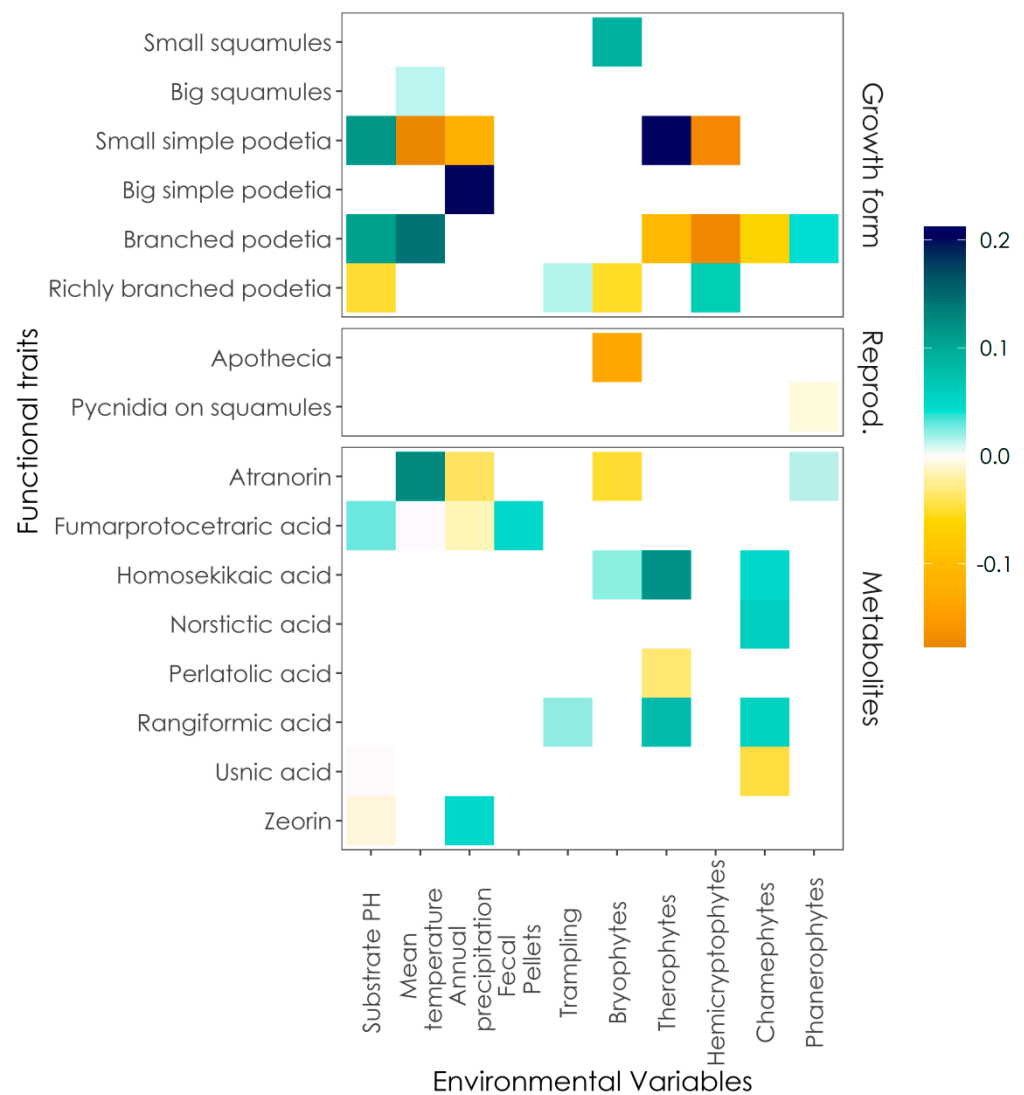 Small squamules
Big squamules
Small simple podetia
Big simple podetia
Branched podetia
Richly branched podetia
Growth form
Apothecia
Pycnidia on squamules
Reprod.
Atranorin
Fumarprotocetraric acid
Homosekikaic acid
Norstictic acid
Perlatolic acid
Rangiformic acid
Usnic acid
Zeorin
Metabolites
Functional traits
0.2
0.1
0.0
-0.1
Substrate PH
Mean
temperature
Annual
precipitation
Fecal
Pellets
Trampling
Bryophytes
Therophytes
Hemicryptophytes
Chamephytes
Phanerophytes
Environmental Variables